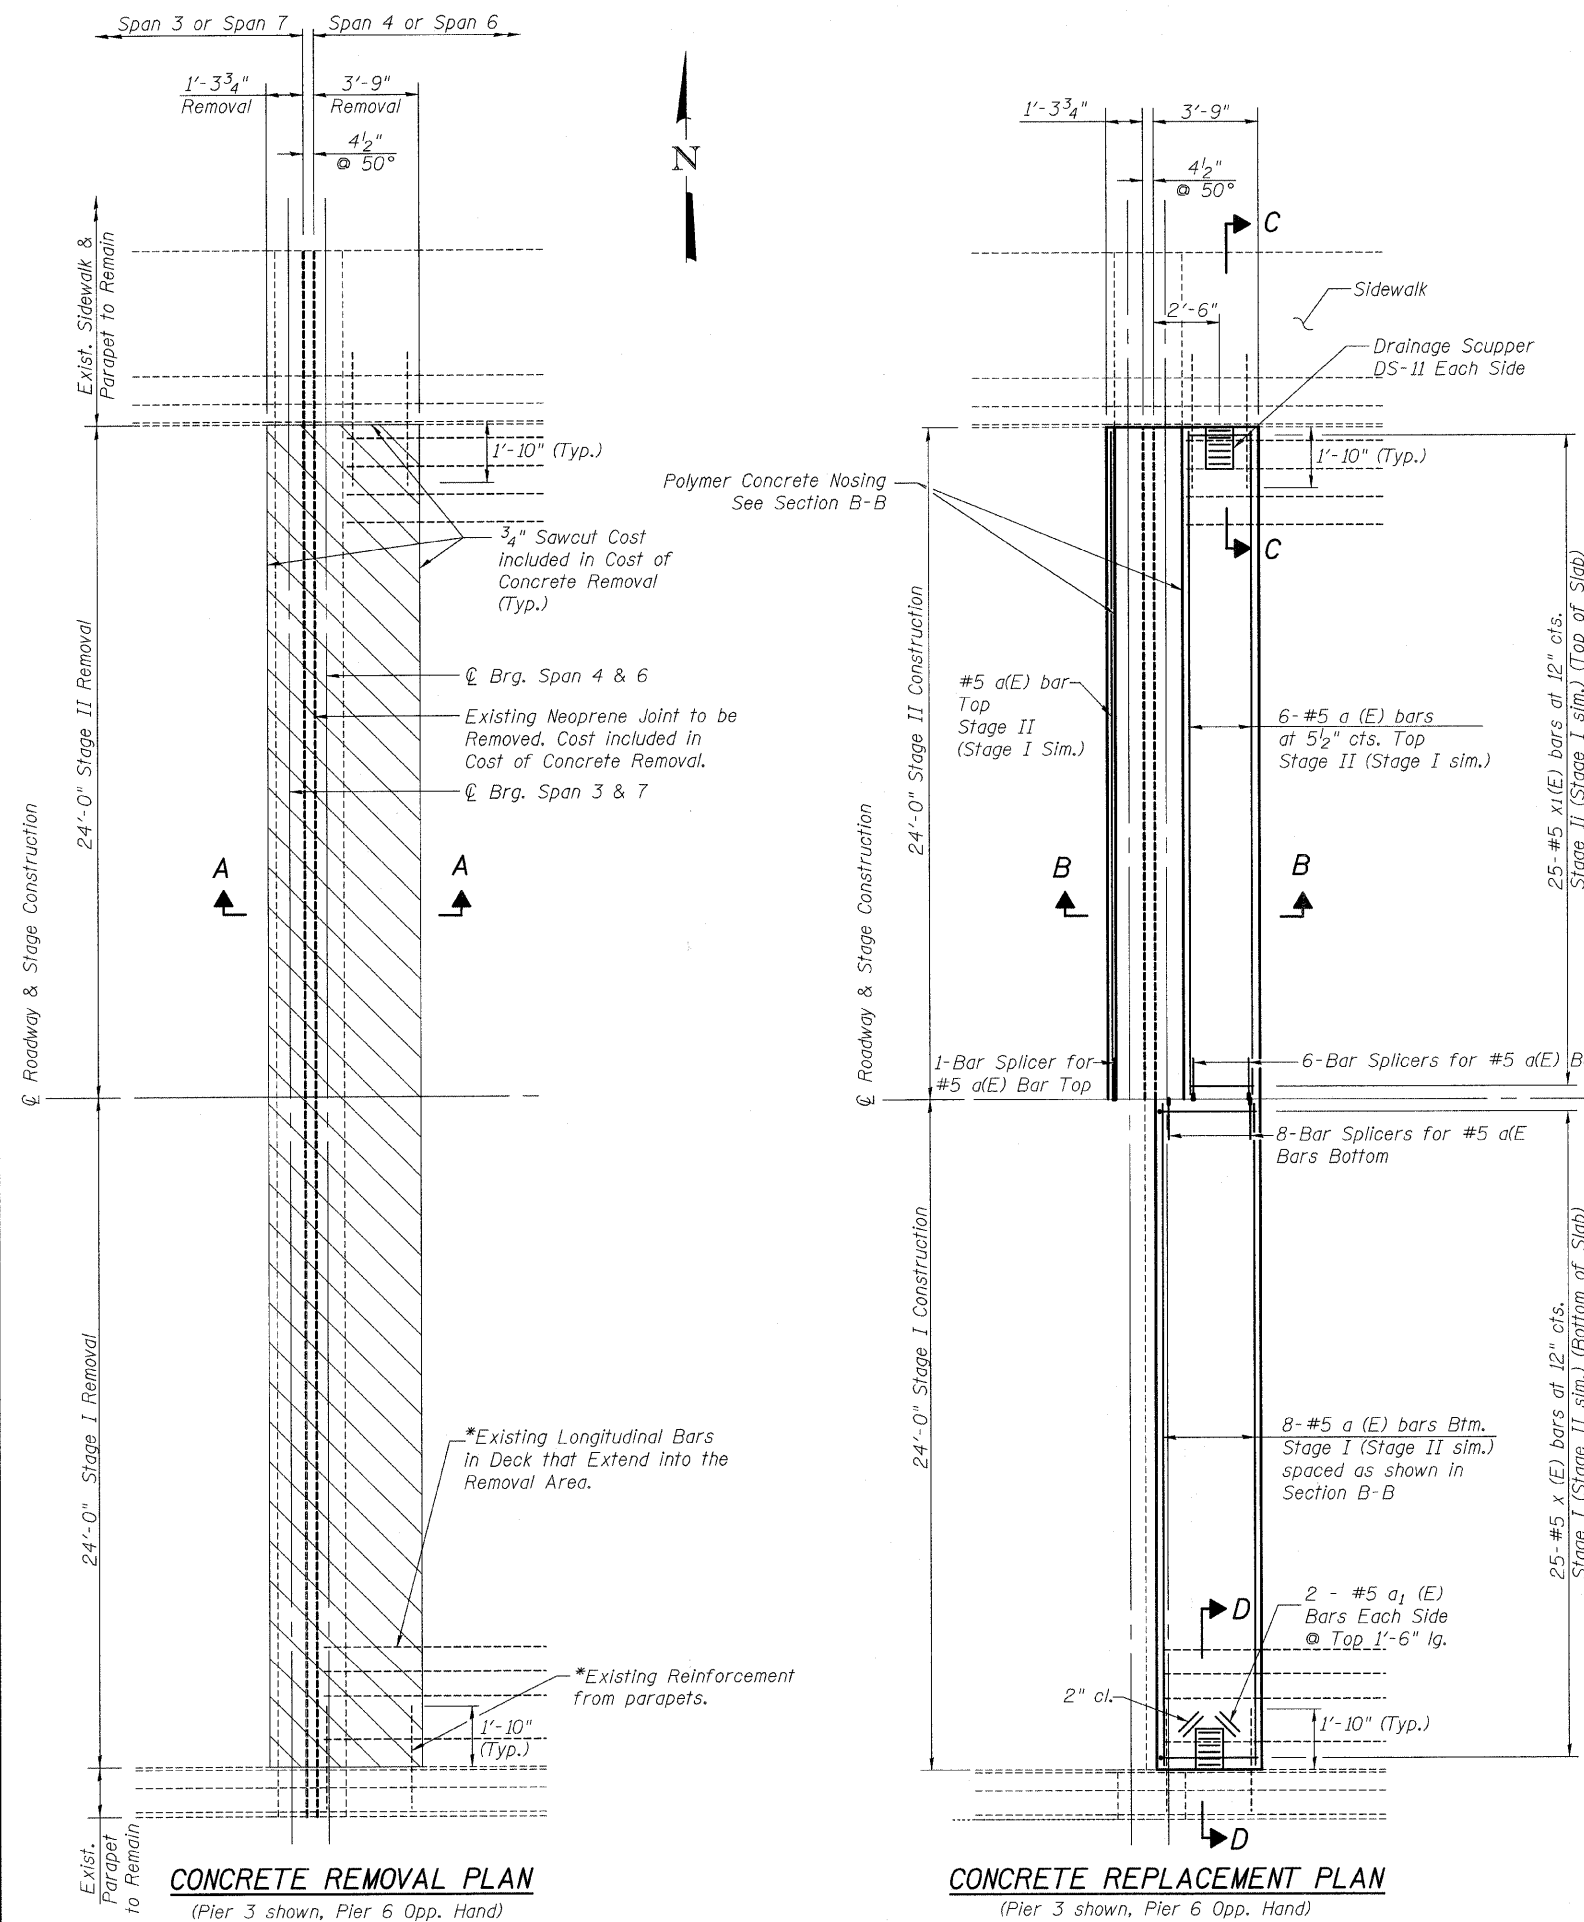 Span 3 or Span 7
Span 4 or Span 6
1'-3 3/4"
Removal
3'-9"
Removal
4 1/2"
@ 50°
N
Exist. Sidewalk &
Parapet to Remain
1'-10" (Typ.)
3/4" Sawcut Cost
included in Cost of
Concrete Removal
(Typ.)
24'-0" Stage II Removal
℄ Brg. Span 4 & 6
Existing Neoprene Joint to be
Removed. Cost included in
Cost of Concrete Removal.
℄ Brg. Span 3 & 7
A
A
℄ Roadway & Stage Construction
24'-0" Stage I Removal
*Existing Longitudinal Bars
in Deck that Extend into the
Removal Area.
*Existing Reinforcement
from parapets.
1'-10"
(Typ.)
Exist.
Parapet
to Remain
CONCRETE REMOVAL PLAN
(Pier 3 shown, Pier 6 Opp. Hand)
1'-3 3/4"
3'-9"
4 1/2"
@ 50°
C
Sidewalk
2'-6"
Drainage Scupper
DS-11 Each Side
1'-10" (Typ.)
Polymer Concrete Nosing
See Section B-B
C
24'-0" Stage II Construction
#5 a(E) bar
Top
Stage II
(Stage I Sim.)
6-#5 a (E) bars
at 5 1/2" cts. Top
Stage II (Stage I sim.)
25-#5 x1(E) bars at 12" cts.
Stage Ii (Stage I sim.) (Top of Slab)
B
B
℄ Roadway & Stage Construction
1-Bar Splicer for
#5 a(E) Bar Top
6-Bar Splicers for #5 a(E) B
8-Bar Splicers for #5 a(E
Bars Bottom
24'-0" Stage I Construction
8-#5 a (E) bars Btm.
Stage I (Stage II sim.)
spaced as shown in
Section B-B
25-#5 x (E) bars at 12" cts.
Stage I (Stage II sim.) (Bottom of Slab)
D
2 - #5 a₁ (E)
Bars Each Side
@ Top 1'-6" lg.
2" cl.
1'-10" (Typ.)
D
CONCRETE REPLACEMENT PLAN
(Pier 3 shown, Pier 6 Opp. Hand)